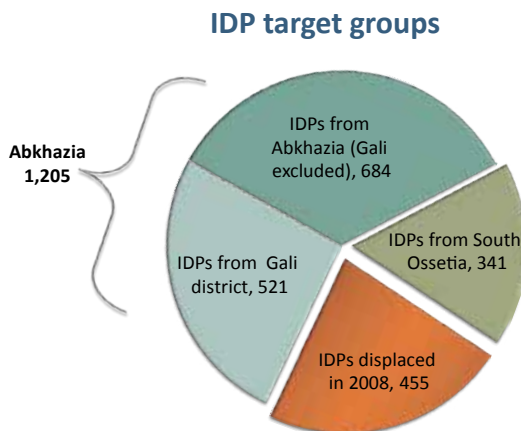 IDP target groups
Abkhazia
1,205
IDPs from
Abkhazia (Gali
excluded), 684
IDPs from South
Ossetia, 341
IDPs from Gali
district, 521
IDPs displaced
in 2008, 455